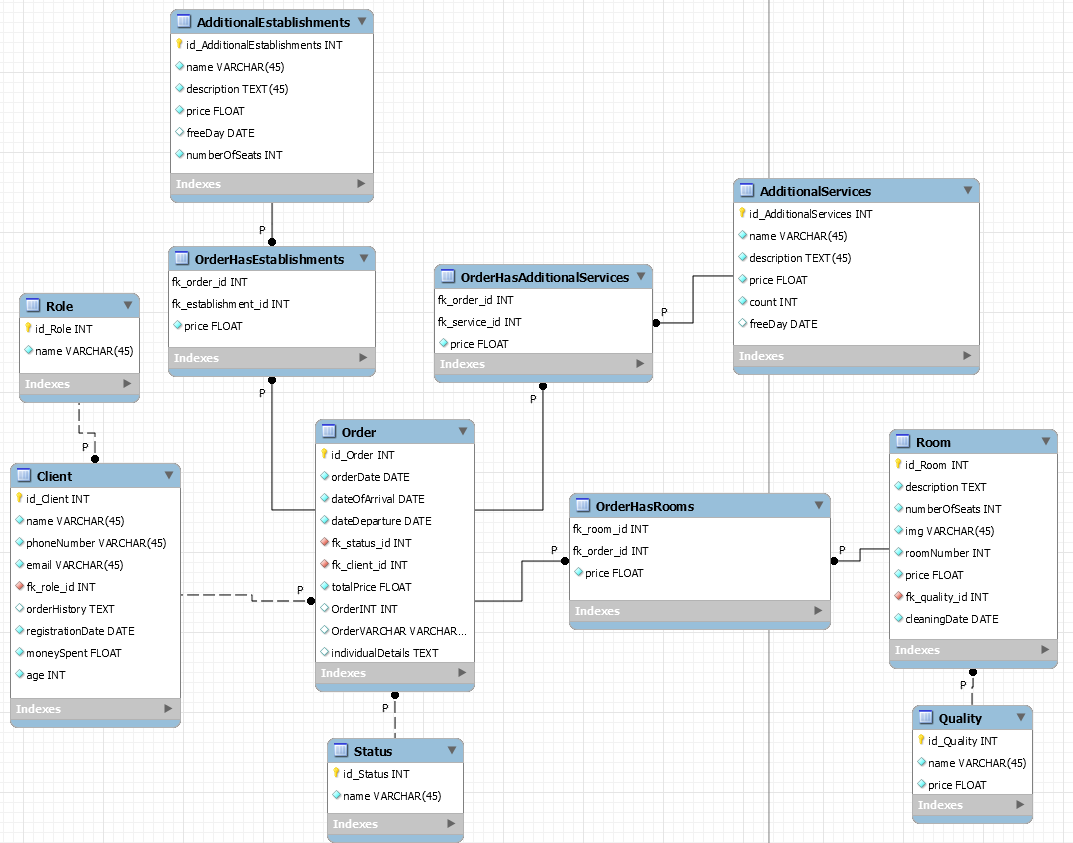 AdditionalEstablishments
id_AdditionalEstablishments INT
name VARCHAR(45)
description TEXT(45)
price FLOAT
freeDay DATE
numberOfSeats INT
Indexes
P
OrderHasEstablishments
fk_order_id INT
fk_establishment_id INT
price FLOAT
Indexes
P
OrderHasAdditionalServices
fk_order_id INT
fk_service_id INT
price FLOAT
Indexes
P
P
AdditionalServices
id_AdditionalServices INT
name VARCHAR(45)
description TEXT(45)
price FLOAT
count INT
freeDay DATE
Indexes
Role
id_Role INT
name VARCHAR(45)
Indexes
P
Client
id_Client INT
name VARCHAR(45)
phoneNumber VARCHAR(45)
email VARCHAR(45)
fk_role_id INT
orderHistory TEXT
registrationDate DATE
moneySpent FLOAT
age INT
Indexes
P
Order
id_Order INT
orderDate DATE
dateOfArrival DATE
dateDeparture DATE
fk_status_id INT
fk_client_id INT
totalPrice FLOAT
OrderINT INT
OrderVARCHAR VARCHAR...
individualDetails TEXT
Indexes
P
Status
id_Status INT
name VARCHAR(45)
Indexes
P
OrderHasRooms
fk_room_id INT
fk_order_id INT
price FLOAT
Indexes
P
Room
id_Room INT
description TEXT
numberOfSeats INT
img VARCHAR(45)
roomNumber INT
price FLOAT
fk_quality_id INT
cleaningDate DATE
Indexes
P
Quality
id_Quality INT
name VARCHAR(45)
price FLOAT
Indexes